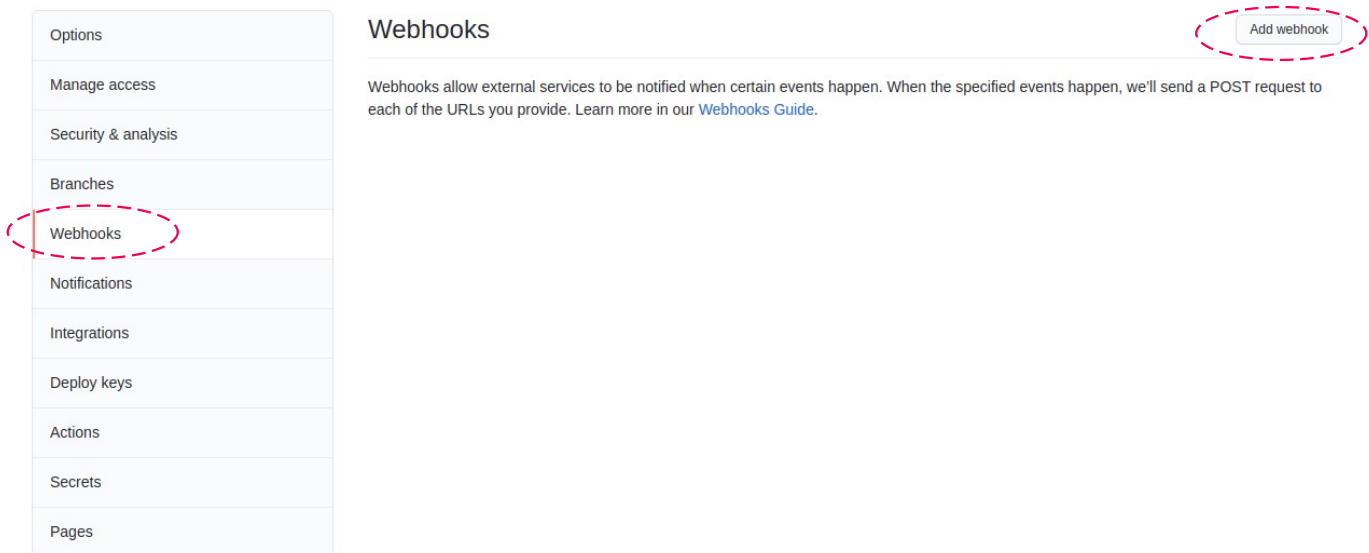 Options
Manage access
Security & analysis
Branches
Webhooks
Notifications
Integrations
Deploy keys
Actions
Secrets
Pages
Webhooks
Add webhook
Webhooks allow external services to be notified when certain events happen. When the specified events happen, we’ll send a POST request to
each of the URLs you provide. Learn more in our Webhooks Guide.